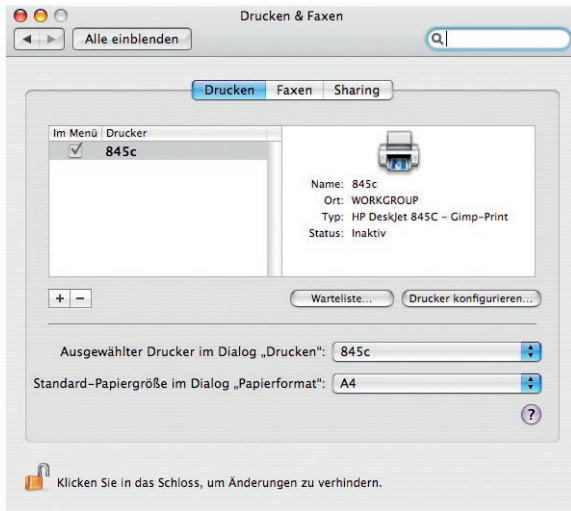 Drucken & Faxen
Alle einblenden
Drucken Faxen Sharing
Im Menü Drucker
845c
Name: 845c
Ort: WORKGROUP
Typ: HP DeskJet 845C – Gimp-Print
Status: Inaktiv
+ −
Warteliste... Drucker konfigurieren...
Ausgewählter Drucker im Dialog „Drucken“: 845c
Standard-Papiergröße im Dialog „Papierformat“: A4
?
Klicken Sie in das Schloss, um Änderungen zu verhindern.